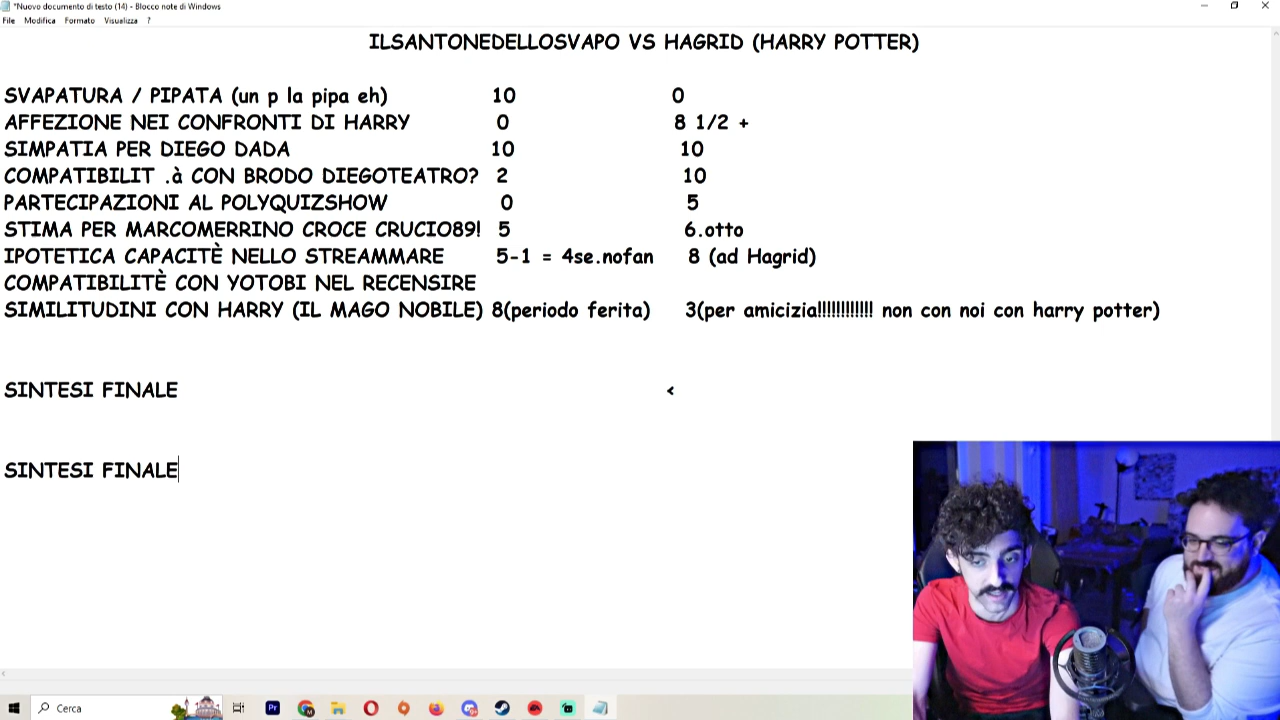 *Nuovo documento di testo (14) - Blocco note di Windows
File Modifica Formato Visualizza ?
ILSANTONEDELLOSVAPO VS HAGRID (HARRY POTTER)
SVAPATURA / PIPATA (un p la pipa eh) 10 0
AFFEZIONE NEI CONFRONTI DI HARRY 0 8 1/2 +
SIMPATIA PER DIEGO DADA 10 10
COMPATIBILIT .à CON BRODO DIEGOTEATRO? 2 10
PARTECIPAZIONI AL POLYQUIZSHOW 0 5
STIMA PER MARCOMERRINO CROCE CRUCIO89! 5 6.otto
IPOTETICA CAPACITÈ NELLO STREAMMARE 5-1 = 4se.nofan 8 (ad Hagrid)
COMPATIBILITÈ CON YOTOBI NEL RECENSIRE
SIMILITUDINI CON HARRY (IL MAGO NOBILE) 8(periodo ferita) 3(per amicizia!!!!!!!!!!!! non con noi con harry potter)
SINTESI FINALE <
SINTESI FINALE
Cerca
Pr